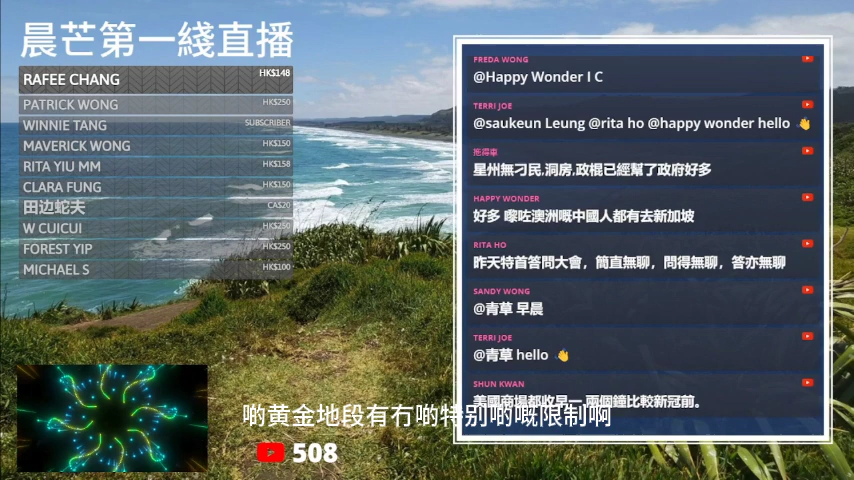 晨芒第一綫直播
RAFEE CHANG HK$148
PATRICK WONG HK$250
WINNIE TANG SUBSCRIBER
MAVERICK WONG HK$150
RITA YIU MM HK$158
CLARA FUNG HK$150
田边蛇夫 CA$20
W CUICUI HK$250
FOREST YIP HK$250
MICHAEL S HK$100
FREDA WONG
@Happy Wonder I C
TERRI JOE
@saukeun Leung @rita ho @happy wonder hello 👋
星州無刁民,洞房,政棍已經幫了政府好多
HAPPY WONDER
好多 嚟咗澳洲嘅中國人都有去新加坡
RITA HO
昨天特首答問大會，簡直無聊，問得無聊，答亦無聊
SANDY WONG
@青草 早晨
TERRI JOE
@青草 hello 👋
SHUN KWAN
美國商場都收早一兩個鐘比較新冠前。
啲黄金地段有冇啲特别啲嘅限制啊
508